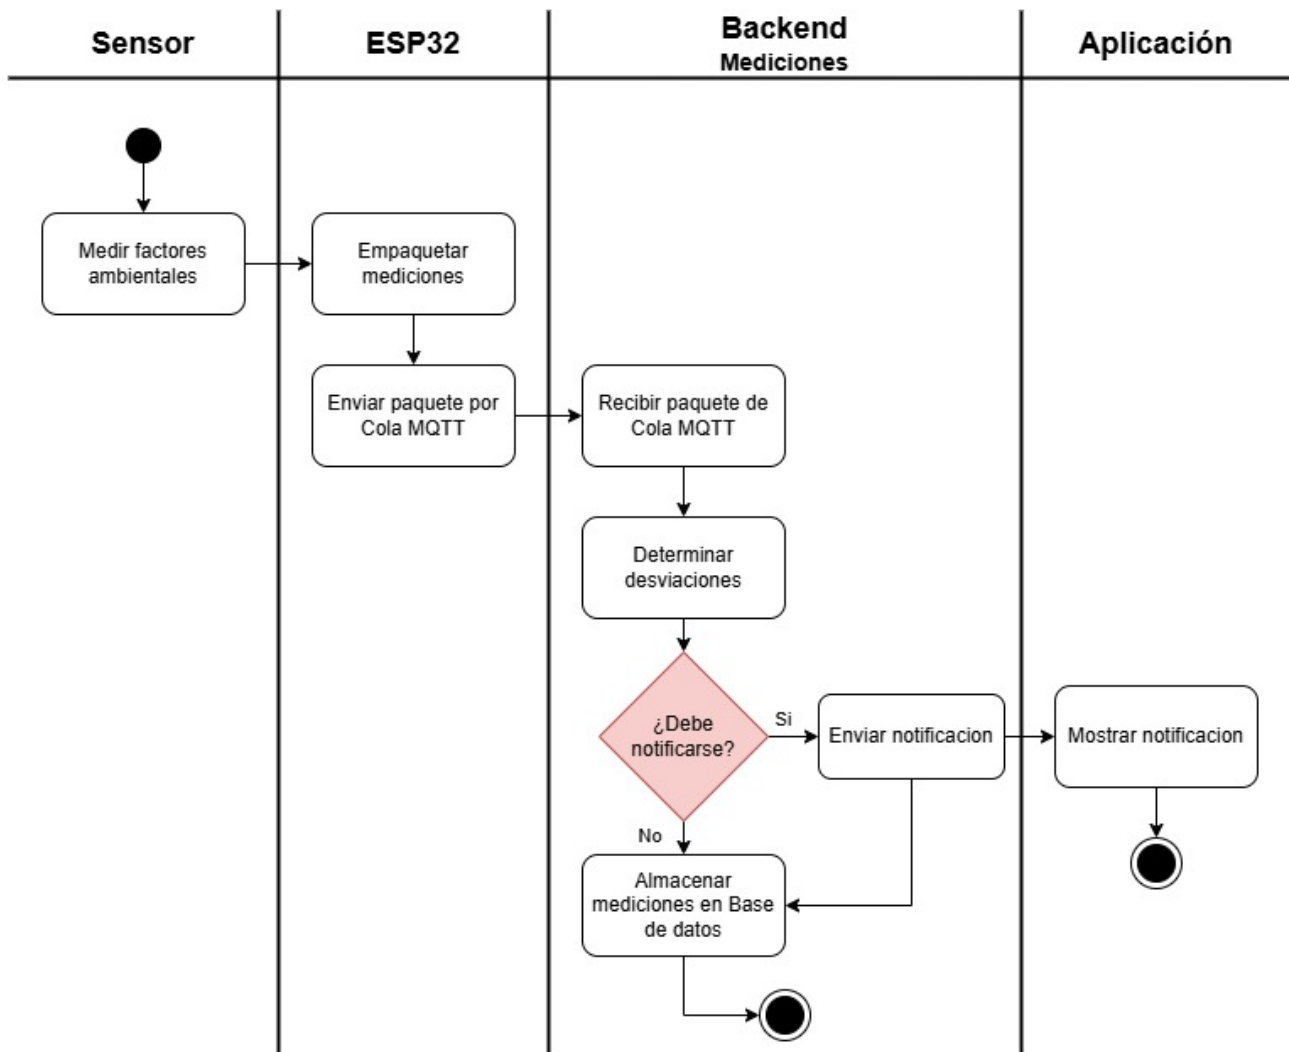 Sensor
ESP32
Backend
Mediciones
Aplicación
Medir factores
ambientales
Empaquetar
mediciones
Enviar paquete por
Cola MQTT
Recibir paquete de
Cola MQTT
Determinar
desviaciones
¿Debe
notificarse?
Si
Enviar notificacion
Mostrar notificacion
No
Almacenar
mediciones en Base
de datos